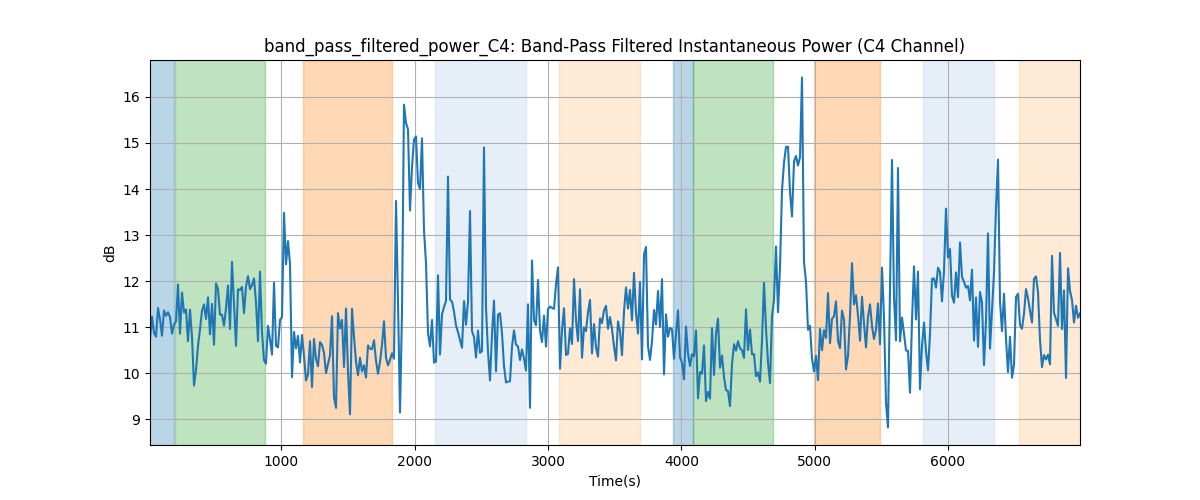 band_pass_filtered_power_C4: Band-Pass Filtered Instantaneous Power (C4 Channel)
16
15
14
13
12
11
10
9
dB
1000 2000 3000 4000 5000 6000
Time(s)